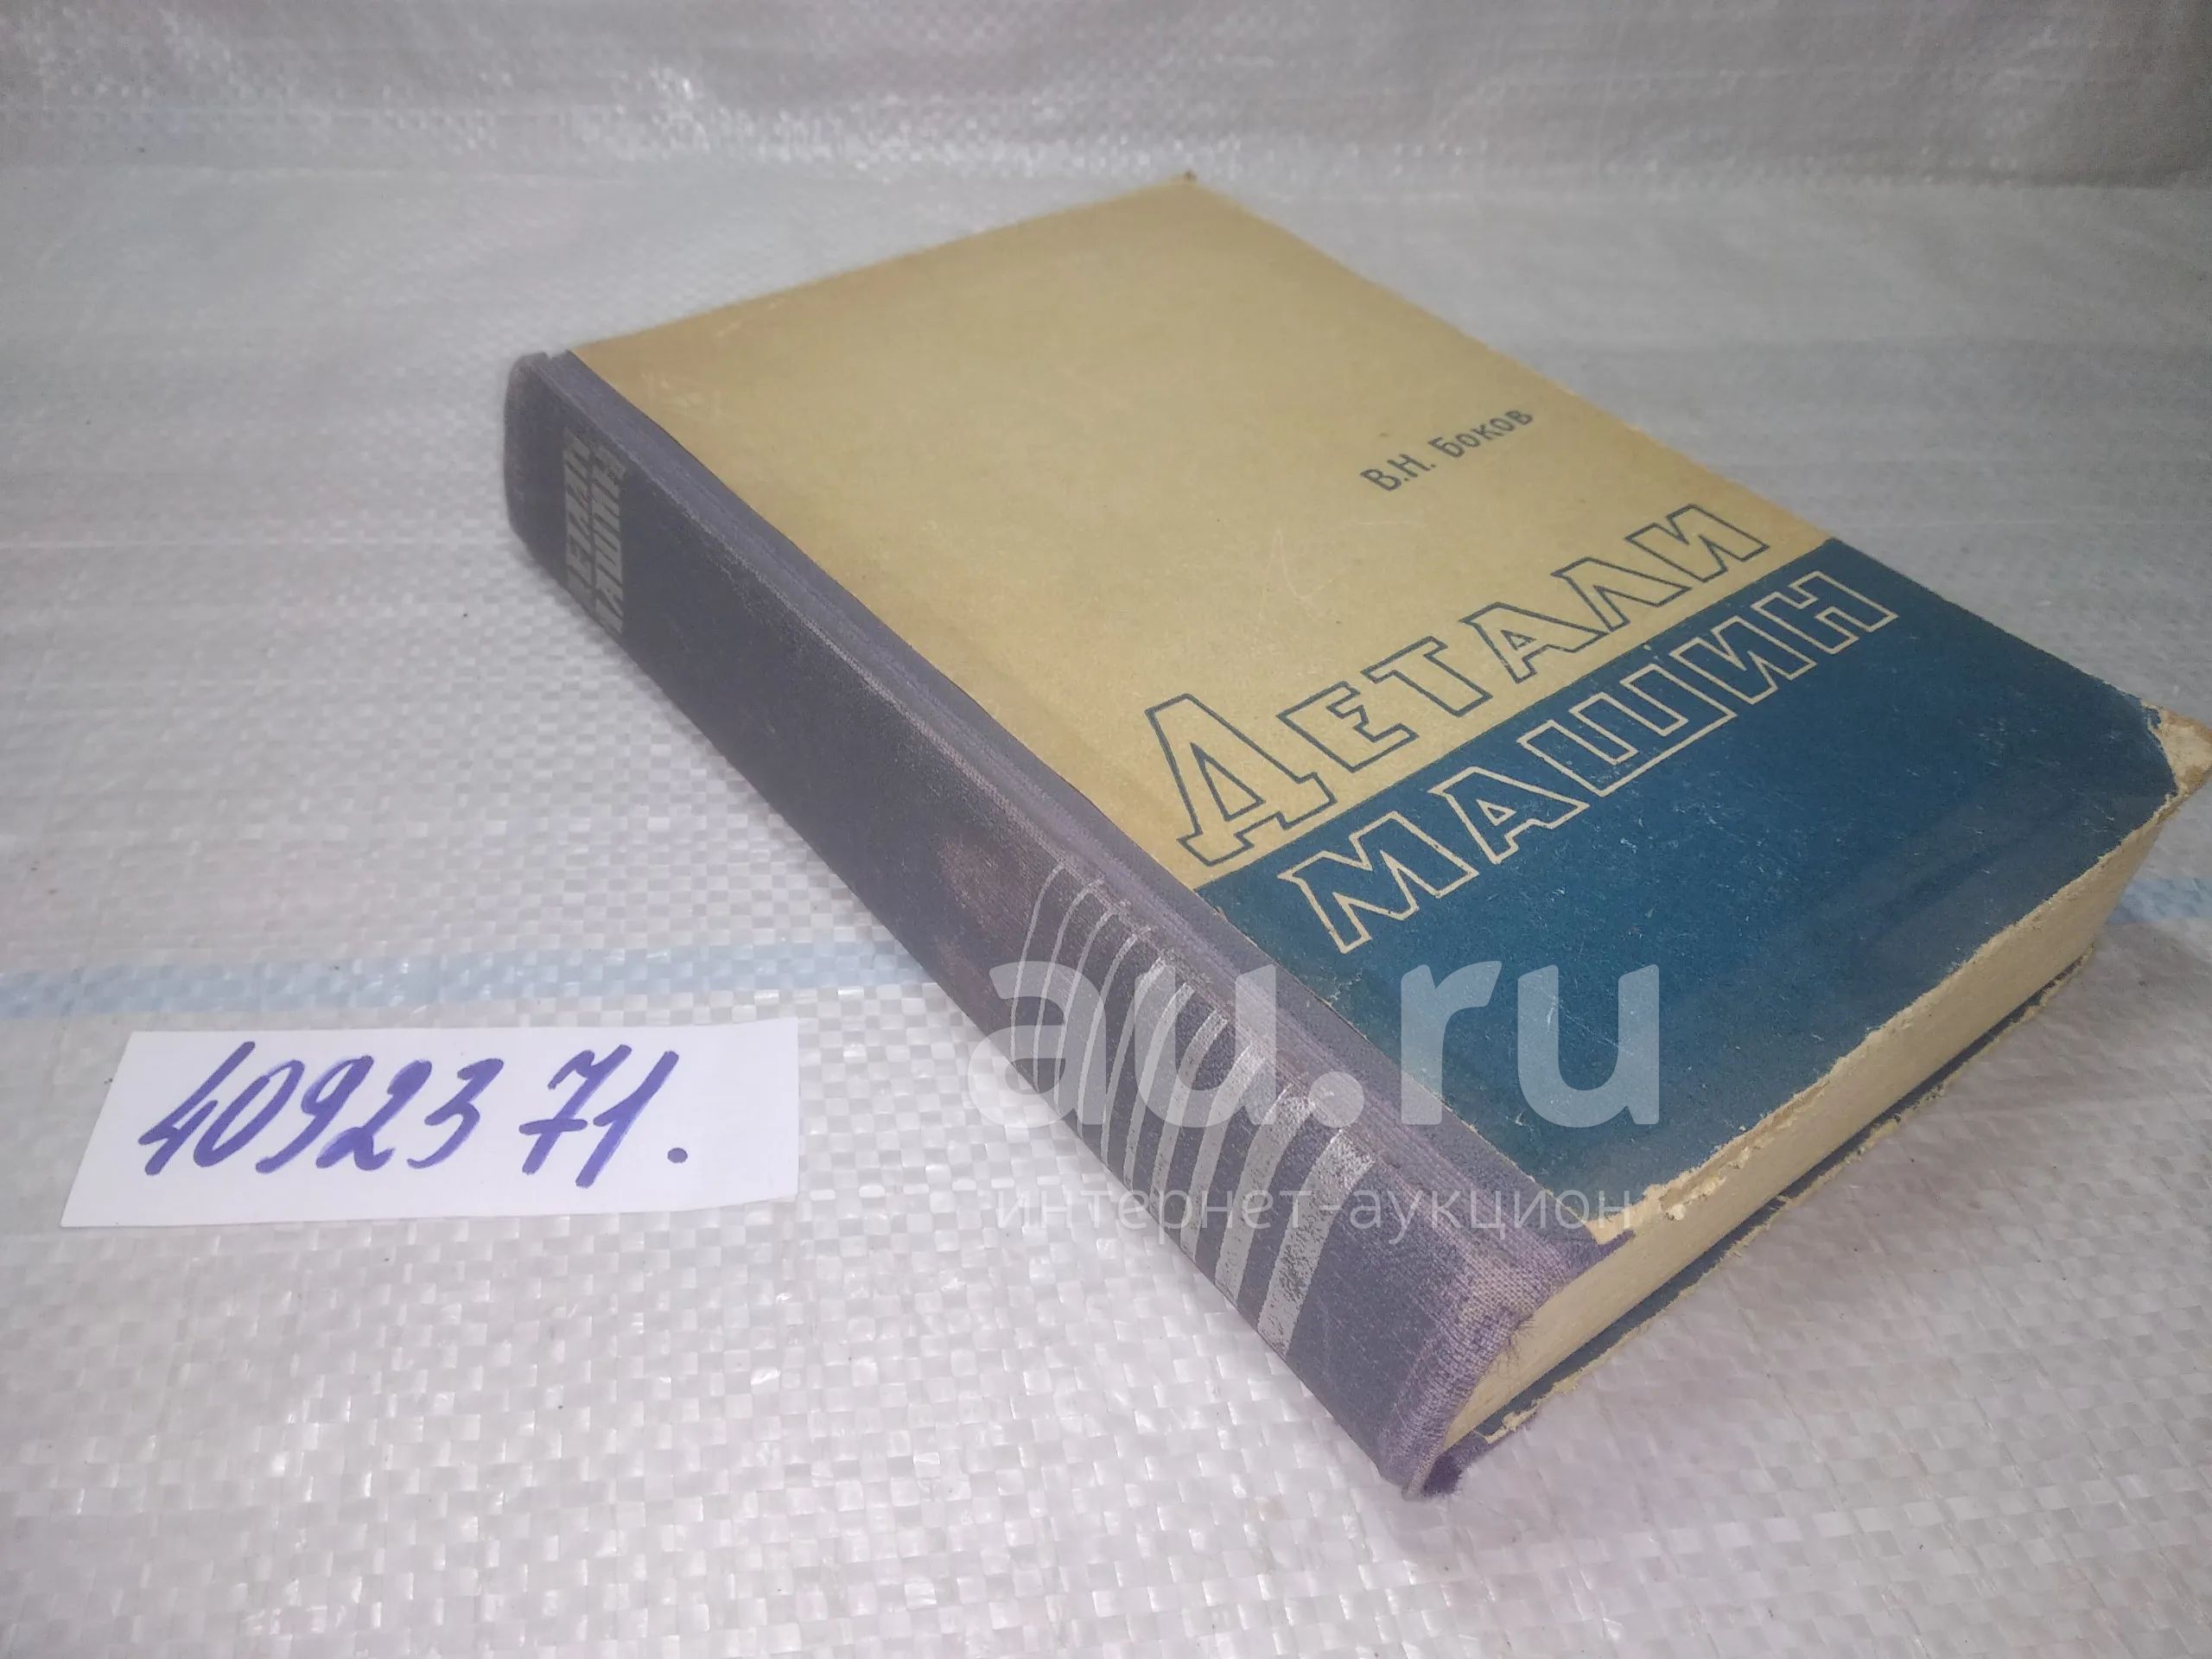 В.Н. Боков
ДЕТАЛИ
МАШИН
ДЕТАЛИ
МАШИН
4092371.
au.ru
интернет-аукцион